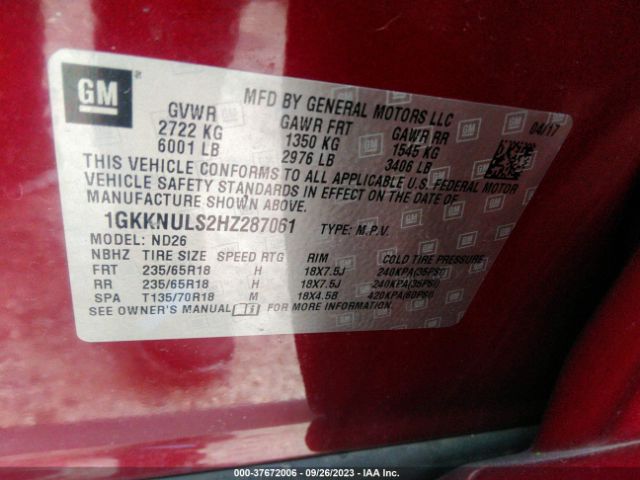 GM
®
MFD BY GENERAL MOTORS LLC
04/17
GVWR GAWR FRT GAWR RR
2722 KG 1350 KG 1545 KG
6001 LB 2976 LB 3406 LB
THIS VEHICLE CONFORMS TO ALL APPLICABLE U.S. FEDERAL MOTOR
VEHICLE SAFETY STANDARDS IN EFFECT ON THE DATE OF
MANUFACTURE SHOWN ABOVE.
1GKKNULS2HZ287061 TYPE: M.P.V.
MODEL: ND26
NBHZ TIRE SIZE SPEED RTG RIM COLD TIRE PRESSURE
FRT 235/65R18 H 18X7.5J 240KPA(35PSI)
RR 235/65R18 H 18X7.5J 240KPA(35PSI)
SPA T135/70R18 M 18X4.5B 420KPA(60PSI)
SEE OWNER'S MANUAL
000-37672006 - 09/26/2023 - IAA Inc.